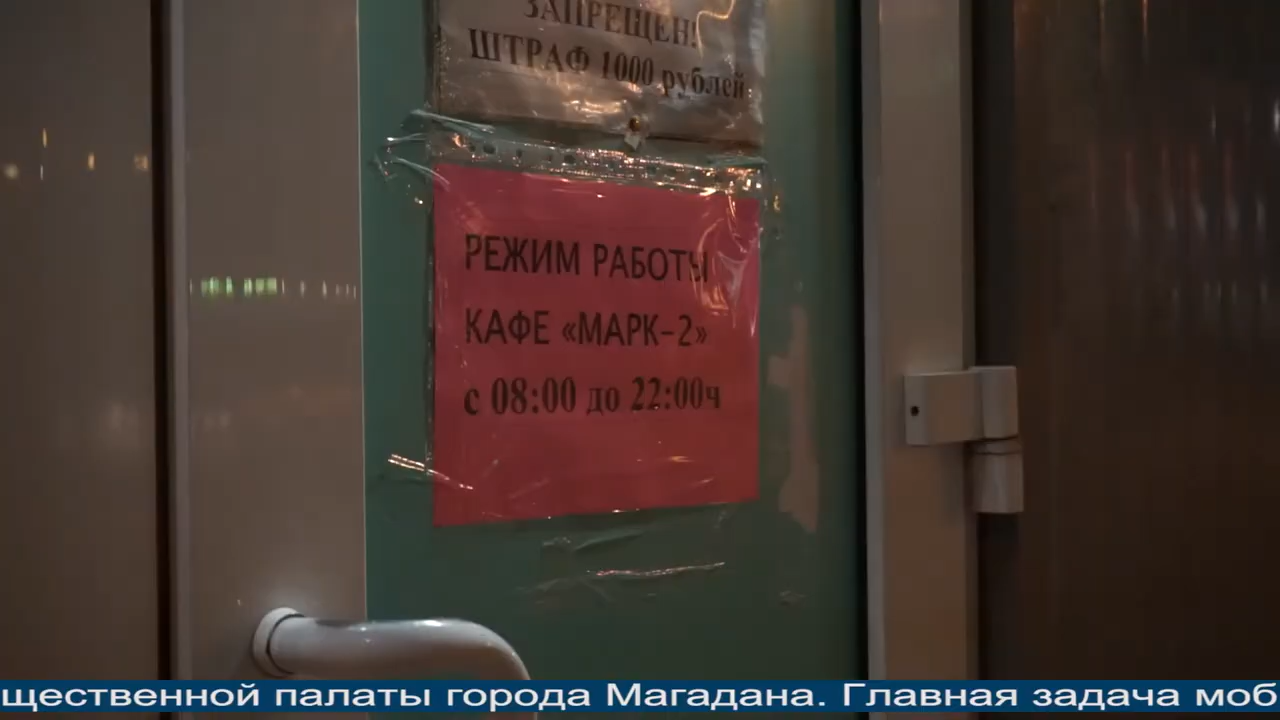 ЗАПРЕЩЕН!
ШТРАФ 1000 рублей
РЕЖИМ РАБОТЫ
КАФЕ «МАРК-2»
с 08:00 до 22:00ч
щественной палаты города Магадана. Главная задача моб